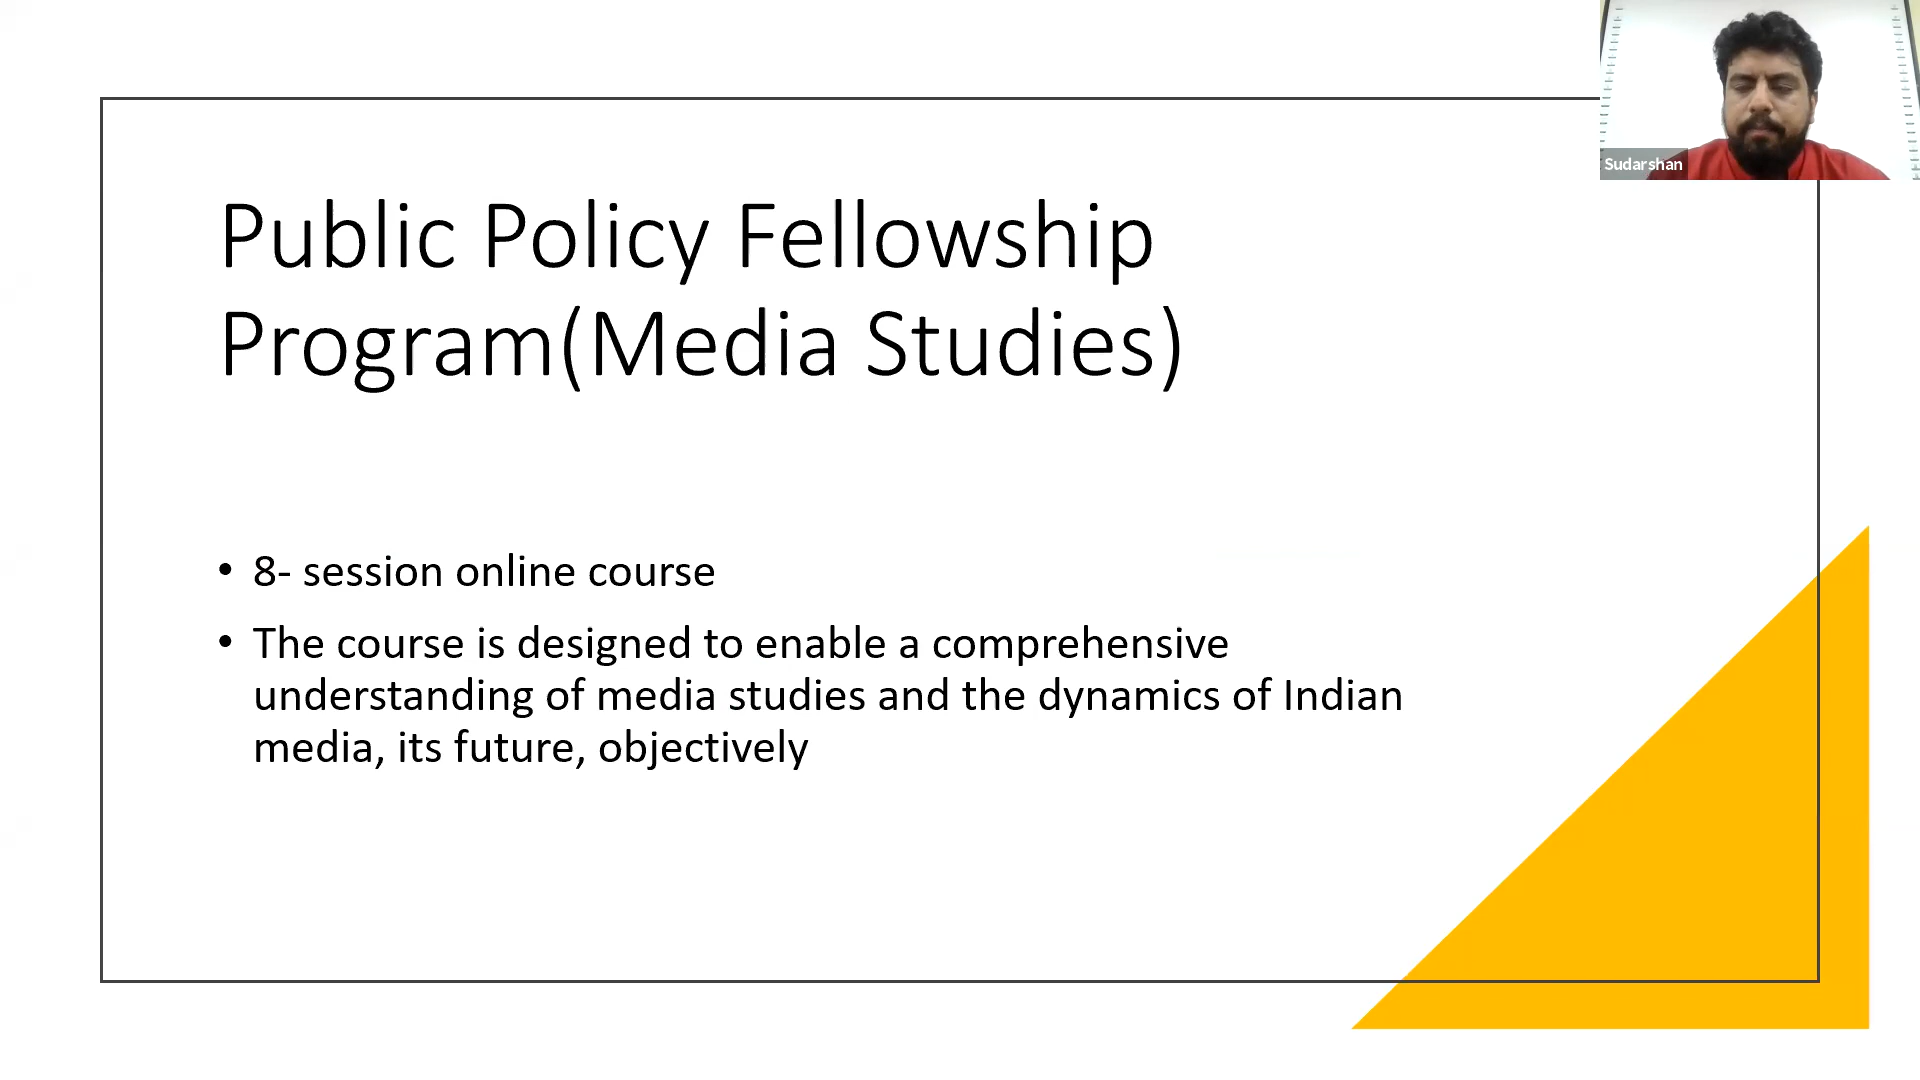 Sudarshan
Public Policy Fellowship
Program(Media Studies)
• 8- session online course
• The course is designed to enable a comprehensive
understanding of media studies and the dynamics of Indian
media, its future, objectively